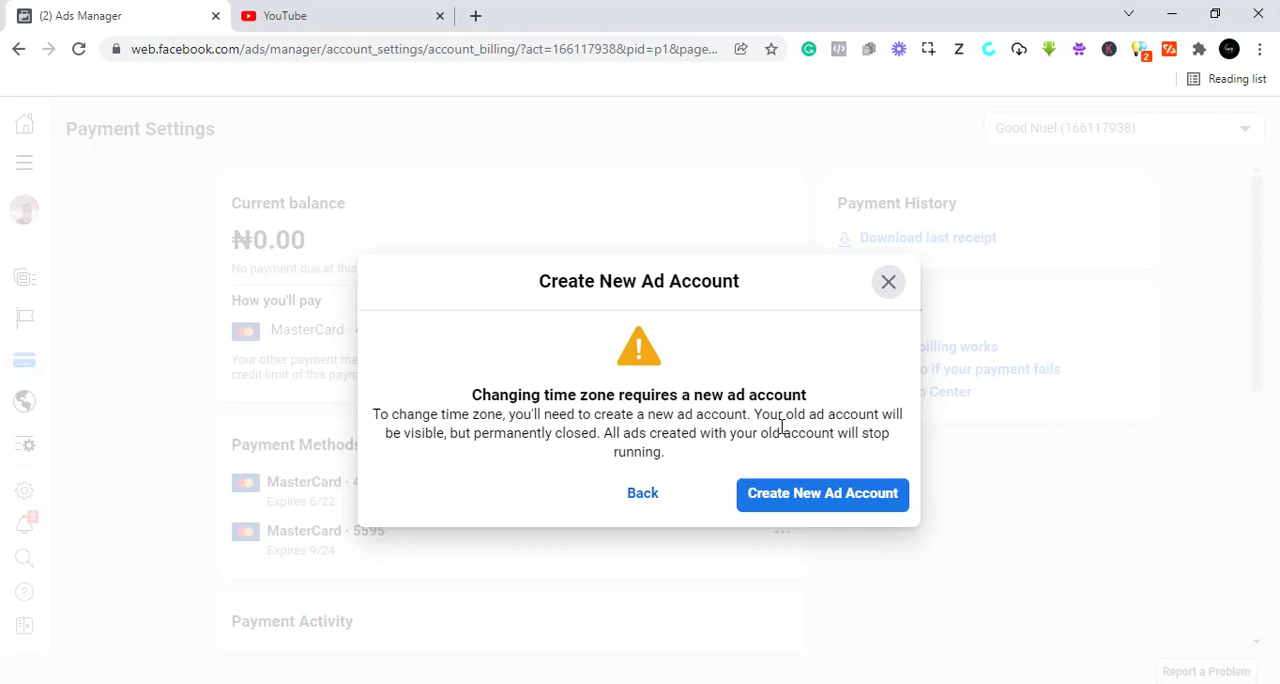 (2) Ads Manager
YouTube
web.facebook.com/ads/manager/account_settings/account_billing/?act=166117938&pid=p1&page...
2
Reading list
Payment Settings
Good Nuel (166117938)
Current balance
₦0.00
No payment due at this
How you'll pay
MasterCard ·
Your other payment me
credit limit of this paym
Payment History
Download last receipt
billing works
o if your payment fails
Center
Create New Ad Account
Changing time zone requires a new ad account
To change time zone, you'll need to create a new ad account. Your old ad account will
be visible, but permanently closed. All ads created with your old account will stop
running.
Back
Create New Ad Account
Payment Methods
MasterCard ·
Expires 6/22
MasterCard · 5595
Expires 9/24
Payment Activity
2
Report a Problem